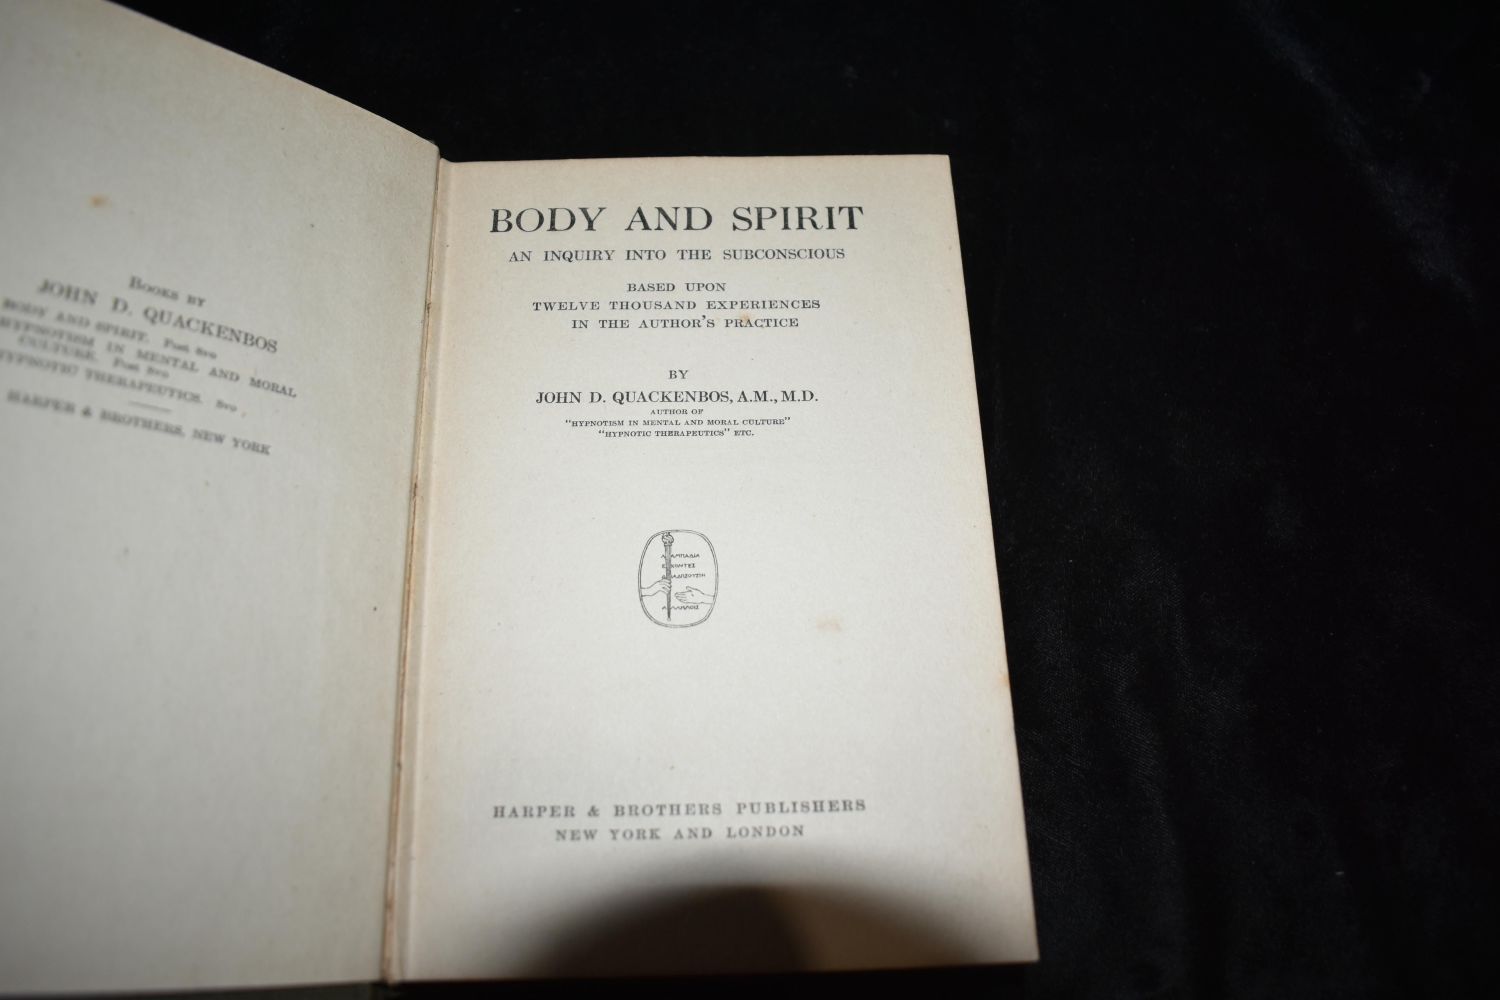 Books by
JOHN D. QUACKENBOS
BODY AND SPIRIT. Post 8vo
HYPNOTISM IN MENTAL AND MORAL
CULTURE. Post 8vo
HYPNOTIC THERAPEUTICS. 8vo
HARPER & BROTHERS, NEW YORK
BODY AND SPIRIT
AN INQUIRY INTO THE SUBCONSCIOUS
BASED UPON
TWELVE THOUSAND EXPERIENCES
IN THE AUTHOR'S PRACTICE
BY
JOHN D. QUACKENBOS, A.M., M.D.
AUTHOR OF
"HYPNOTISM IN MENTAL AND MORAL CULTURE"
"HYPNOTIC THERAPEUTICS" ETC.
HARPER & BROTHERS PUBLISHERS
NEW YORK AND LONDON